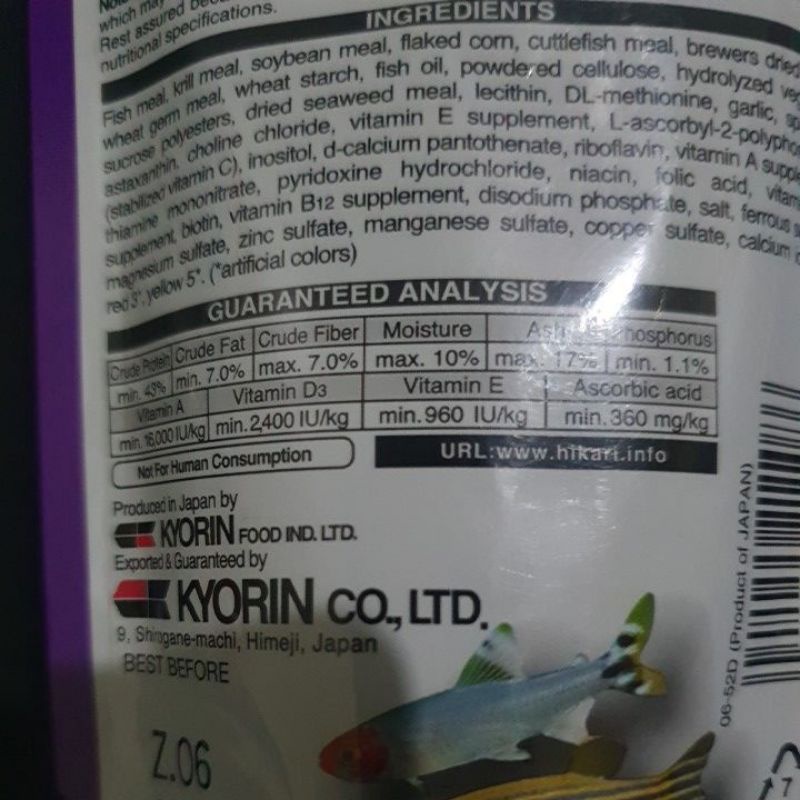 which may
Rest assured
nutritional specifications.
INGREDIENTS
Fish meal, krill meal, soybean meal, flaked corn, cuttlefish meal, brewers dried
wheat germ meal, wheat starch, fish oil, powdered cellulose, hydrolyzed
sucrose polyesters, dried seaweed meal, lecithin, DL-methionine, garlic,
astaxanthin, choline chloride, vitamin E supplement, L-ascorbyl-2-polypho
(stabilized vitamin C), inositol, d-calcium pantothenate, riboflavin, vitamin A
thiamine mononitrate, pyridoxine hydrochloride, niacin, folic acid,
supplement, biotin, vitamin B12 supplement, disodium phosphate, salt, ferrous
magnesium sulfate, zinc sulfate, manganese sulfate, copper sulfate, calcium
red 3*, yellow 5*. (*artificial colors)
GUARANTEED ANALYSIS
Crude Protein Crude Fat Crude Fiber Moisture Ash hosphorus
min. 43% min. 7.0% max. 7.0% max. 10% max. 17% min. 1.1%
Vitamin A Vitamin D3 Vitamin E Ascorbic acid
min. 16,000 IU/kg min. 2,400 IU/kg min. 960 IU/kg min. 360 mg/kg
Not For Human Consumption
URL:www.hikari.info
Produced in Japan by
KYORIN FOOD IND. LTD.
Exported & Guaranteed by
KYORIN CO., LTD.
9, Shirogane-machi, Himeji, Japan
BEST BEFORE
Z.06
06-52D (Product of JAPAN)
7